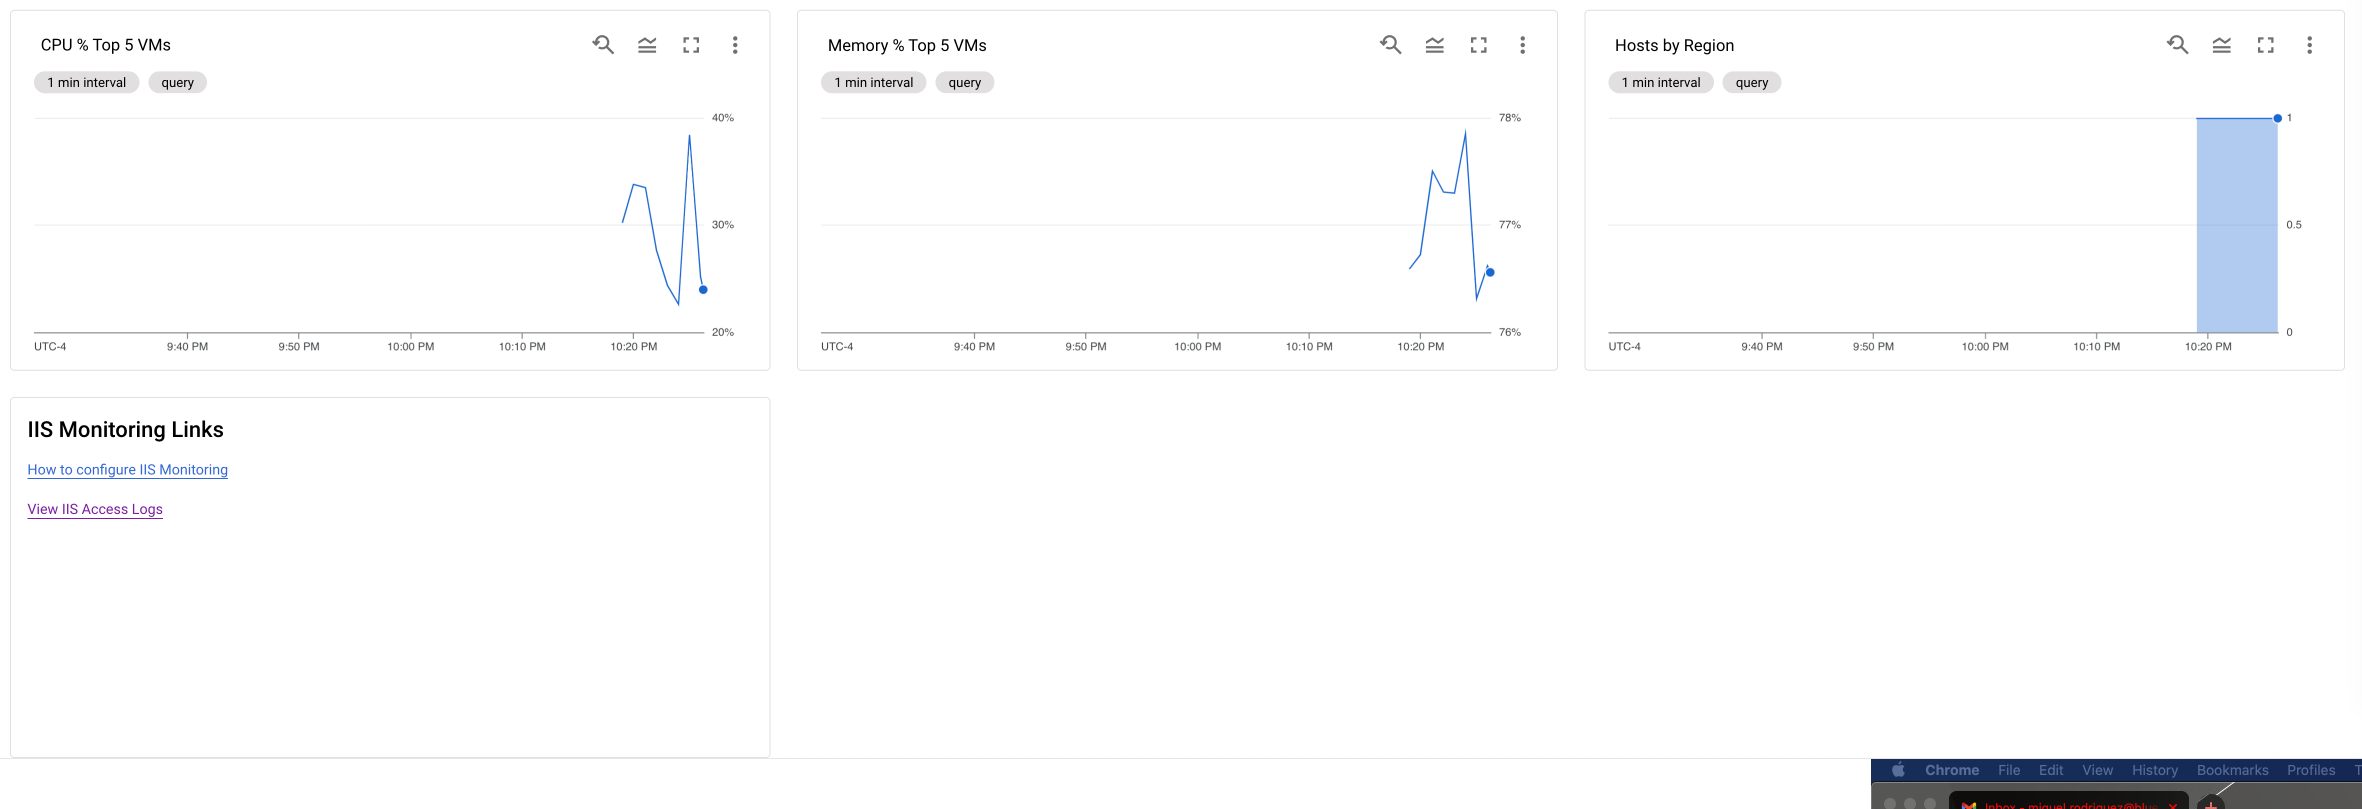 CPU % Top 5 VMs
1 min interval query
40%
30%
20%
UTC-4 9:40 PM 9:50 PM 10:00 PM 10:10 PM 10:20 PM
Memory % Top 5 VMs
1 min interval query
78%
77%
76%
UTC-4 9:40 PM 9:50 PM 10:00 PM 10:10 PM 10:20 PM
Hosts by Region
1 min interval query
1
0.5
0
UTC-4 9:40 PM 9:50 PM 10:00 PM 10:10 PM 10:20 PM
IIS Monitoring Links
How to configure IIS Monitoring
View IIS Access Logs
Chrome File Edit View History Bookmarks Profiles T
Inbox - miguel.rodriguez@blu